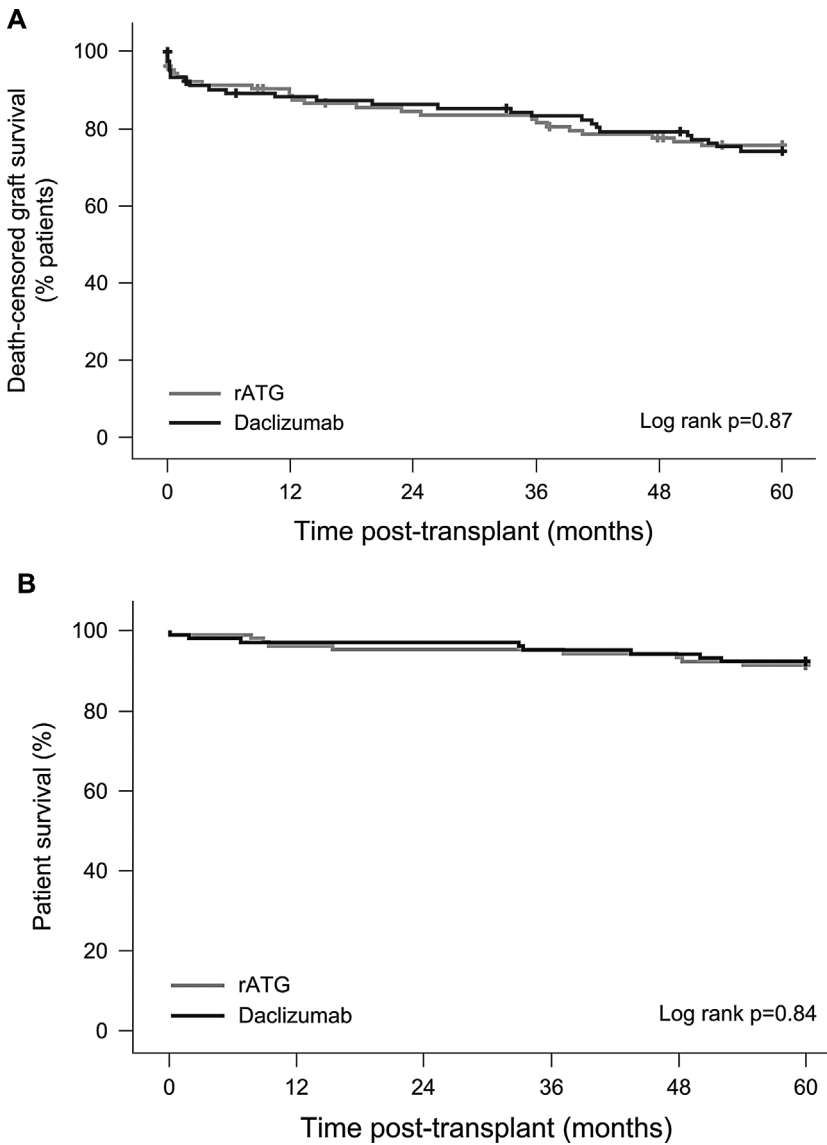 A
100
80
60
40
20
0
Death-censored graft survival
(% patients)
rATG
Daclizumab
Log rank p=0.87
0 12 24 36 48 60
Time post-transplant (months)
B
100
80
60
40
20
0
Patient survival (%)
rATG
Daclizumab
Log rank p=0.84
0 12 24 36 48 60
Time post-transplant (months)